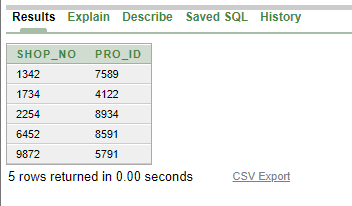 Results Explain Describe Saved SQL History
SHOP_NO PRO_ID
1342 7589
1734 4122
2254 8934
6452 8591
9872 5791
5 rows returned in 0.00 seconds CSV Export